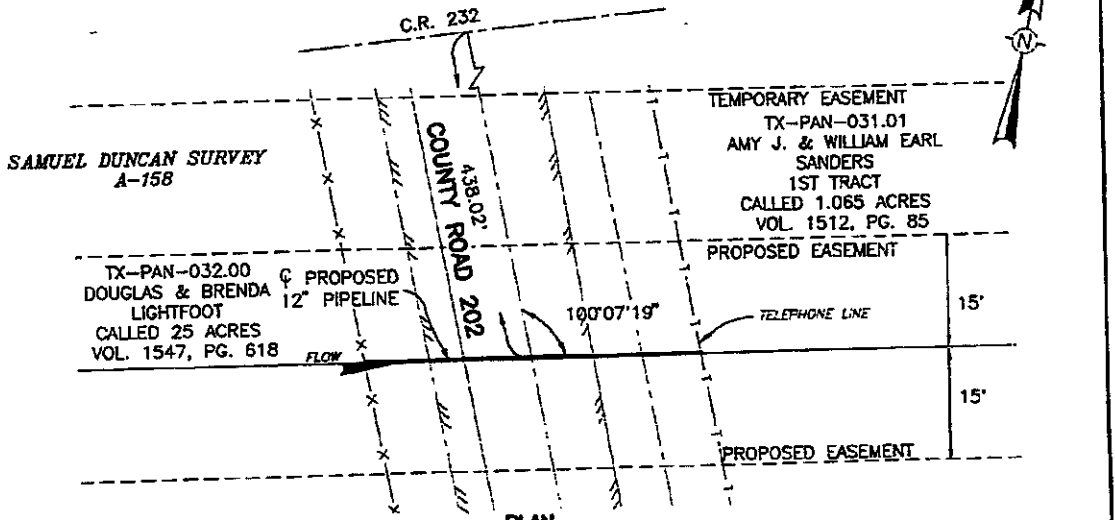 C.R. 232
N
TEMPORARY EASEMENT
TX-PAN-031.01
AMY J. & WILLIAM EARL
SANDERS
1ST TRACT
CALLED 1.065 ACRES
VOL. 1512, PG. 85
SAMUEL DUNCAN SURVEY
A-158
438.02'
COUNTY ROAD 202
PROPOSED EASEMENT
TX-PAN-032.00
DOUGLAS & BRENDA
LIGHTFOOT
CALLED 25 ACRES
VOL. 1547, PG. 618
℄ PROPOSED
12" PIPELINE
100°07'19"
TELEPHONE LINE
15'
FLOW
15'
PROPOSED EASEMENT
PLAN